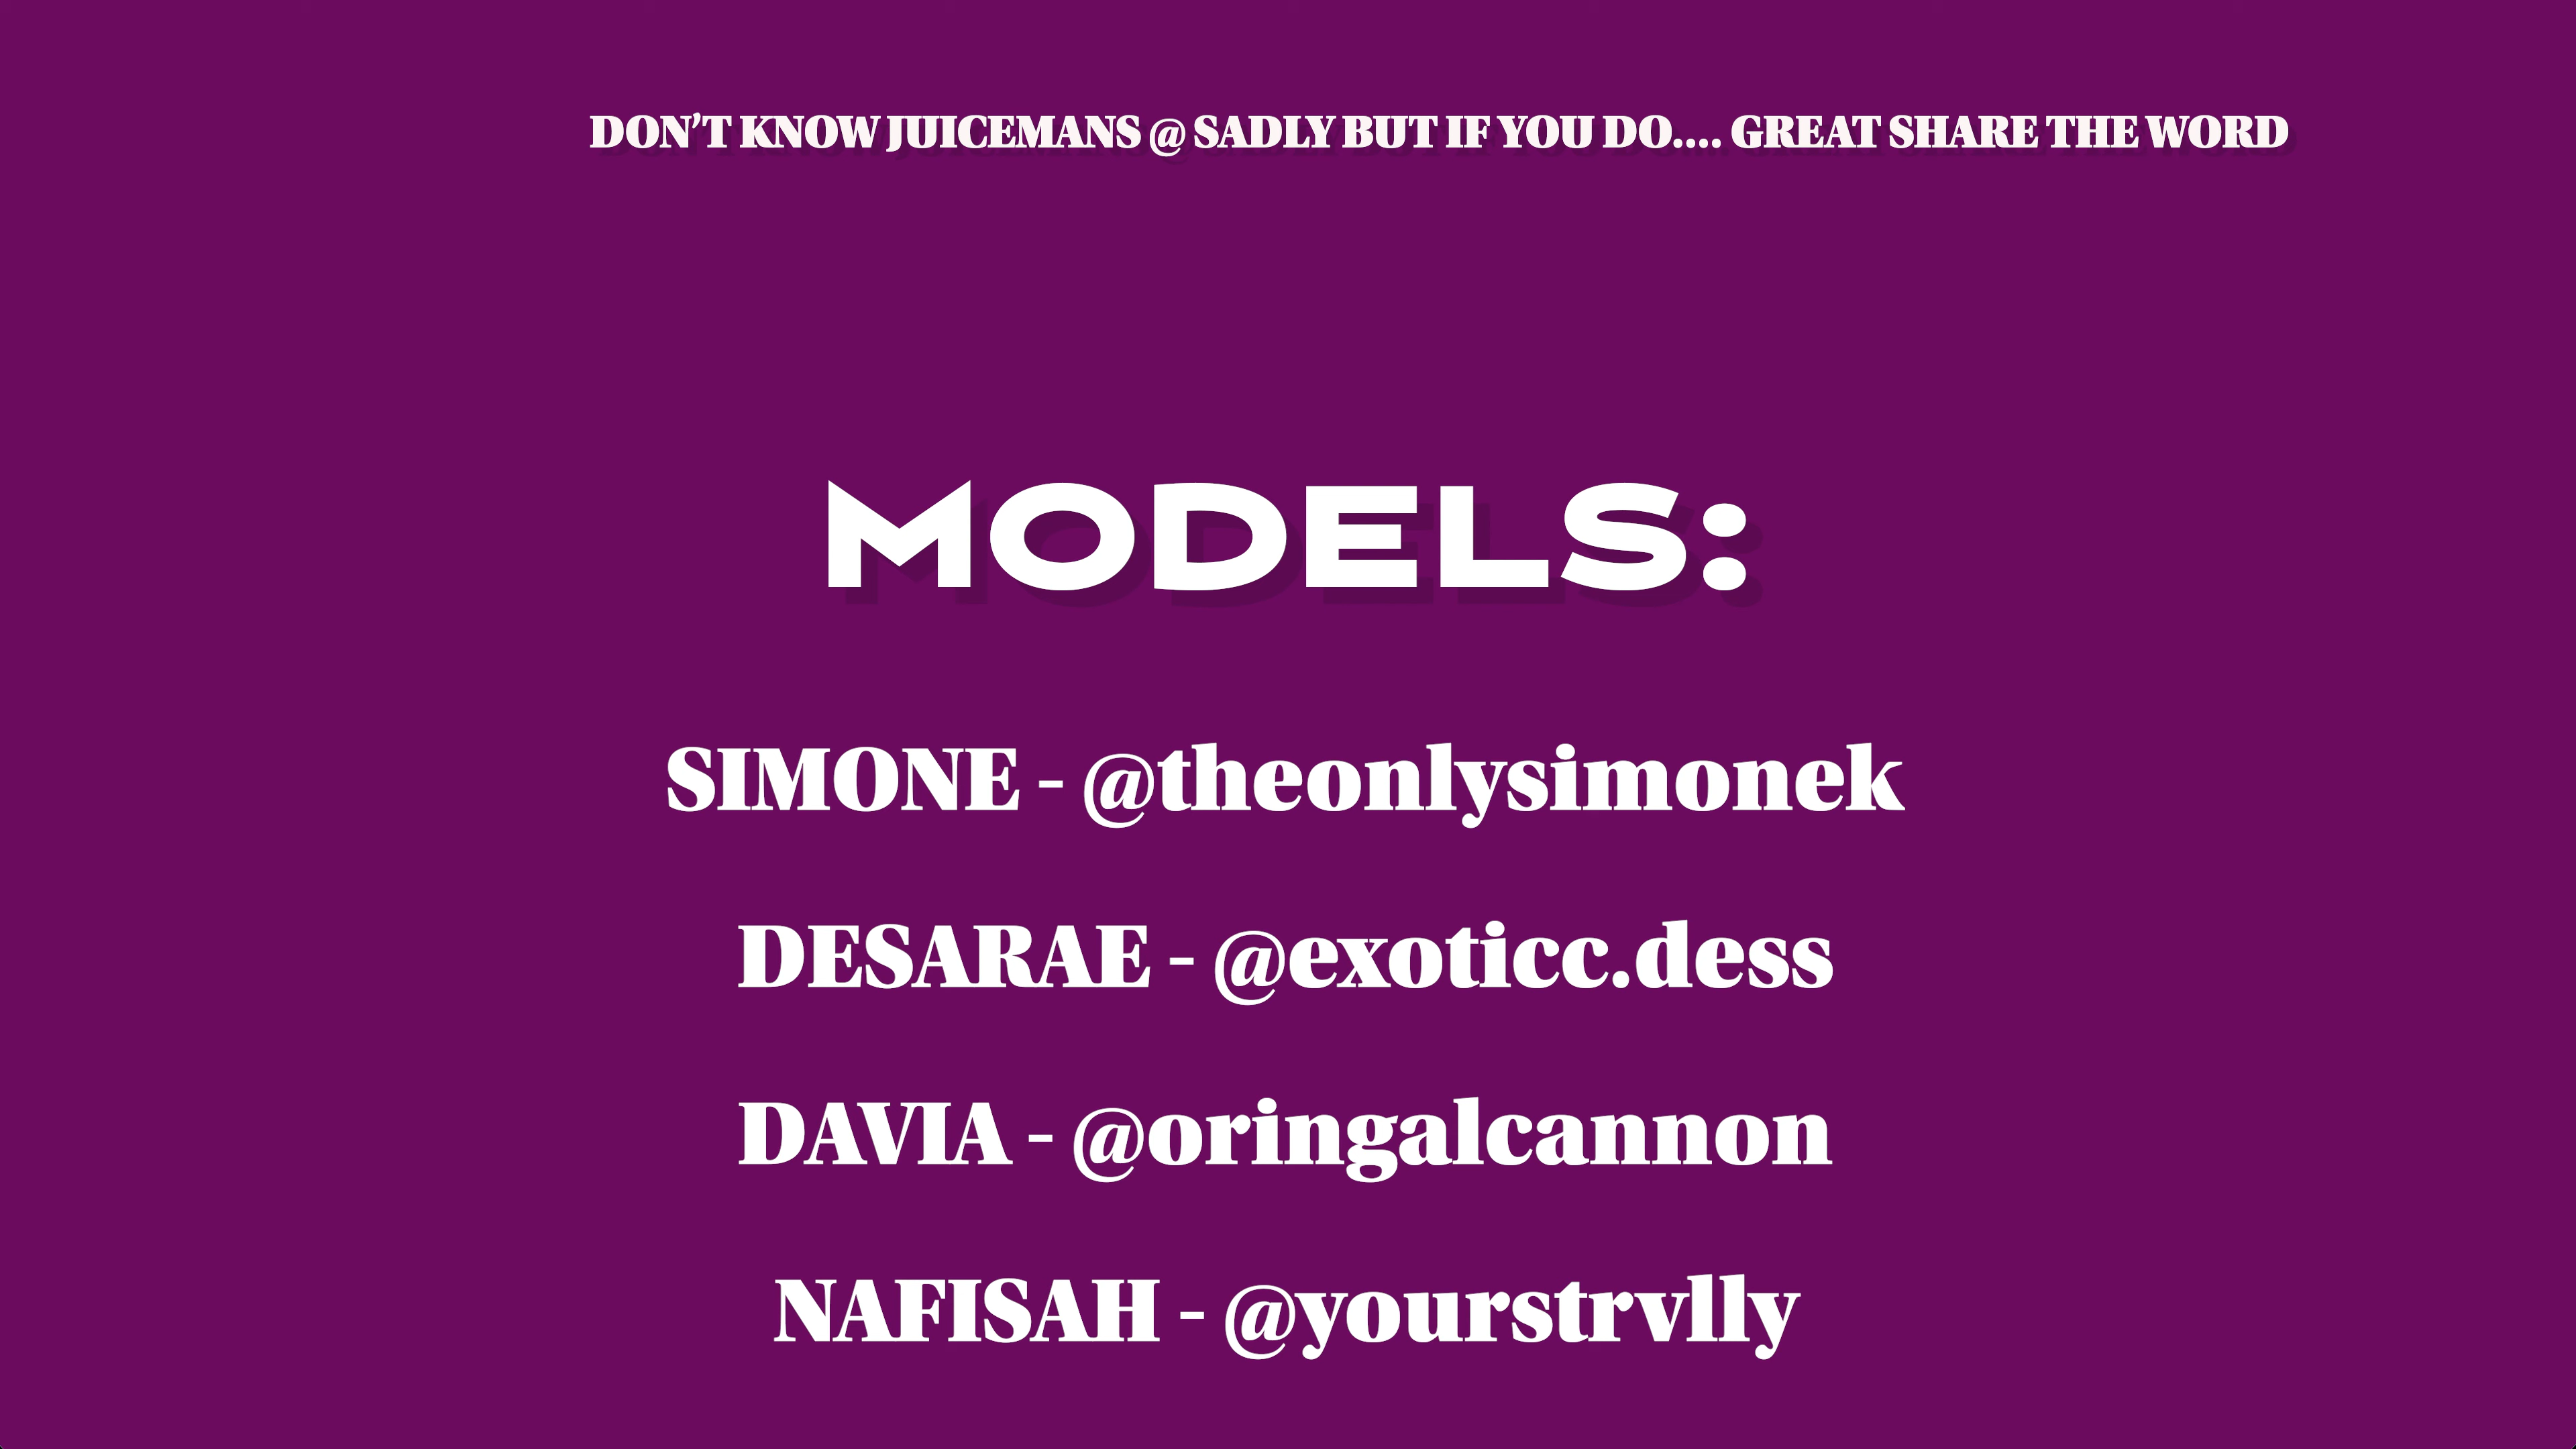 DON’T KNOW JUICEMANS @ SADLY BUT IF YOU DO.... GREAT SHARE THE WORD
MODELS:
SIMONE - @theonlysimonek
DESARAE - @exoticc.dess
DAVIA - @oringalcannon
NAFISAH - @yourstrvlly